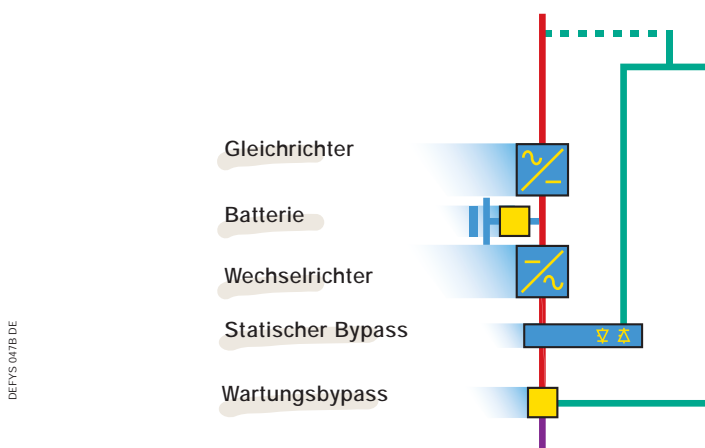 Gleichrichter
Batterie
Wechselrichter
Statischer Bypass
Wartungsbypass
DEFYS 047B DE